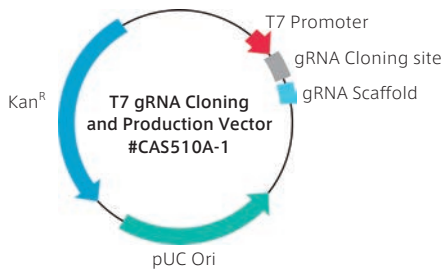 T7 Promoter
gRNA Cloning site
gRNA Scaffold
Kan^R
T7 gRNA Cloning
and Production Vector
#CAS510A-1
pUC Ori